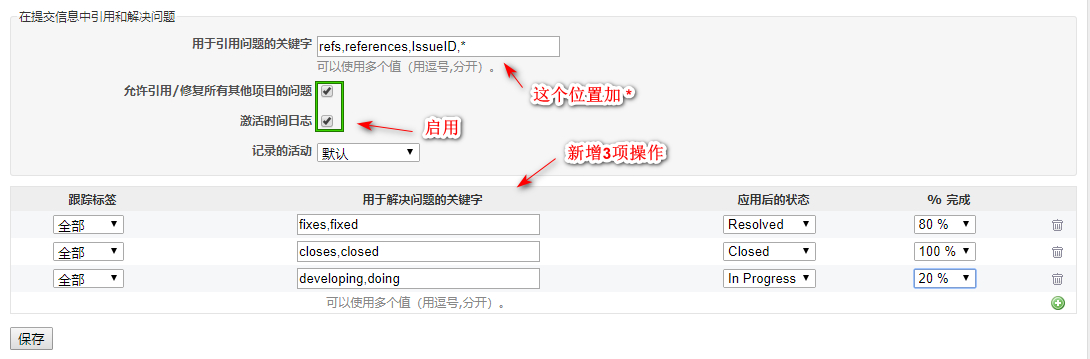 在提交信息中引用和解决问题
用于引用问题的关键字 refs,references,IssueID,*
可以使用多个值（用逗号,分开）。
这个位置加 *
允许引用/修复所有其他项目的问题
激活时间日志
启用
记录的活动 默认
新增3项操作
跟踪标签 用于解决问题的关键字 应用后的状态 % 完成
全部 fixes,fixed Resolved 80 %
全部 closes,closed Closed 100 %
全部 developing,doing In Progress 20 %
可以使用多个值（用逗号,分开）。
保存